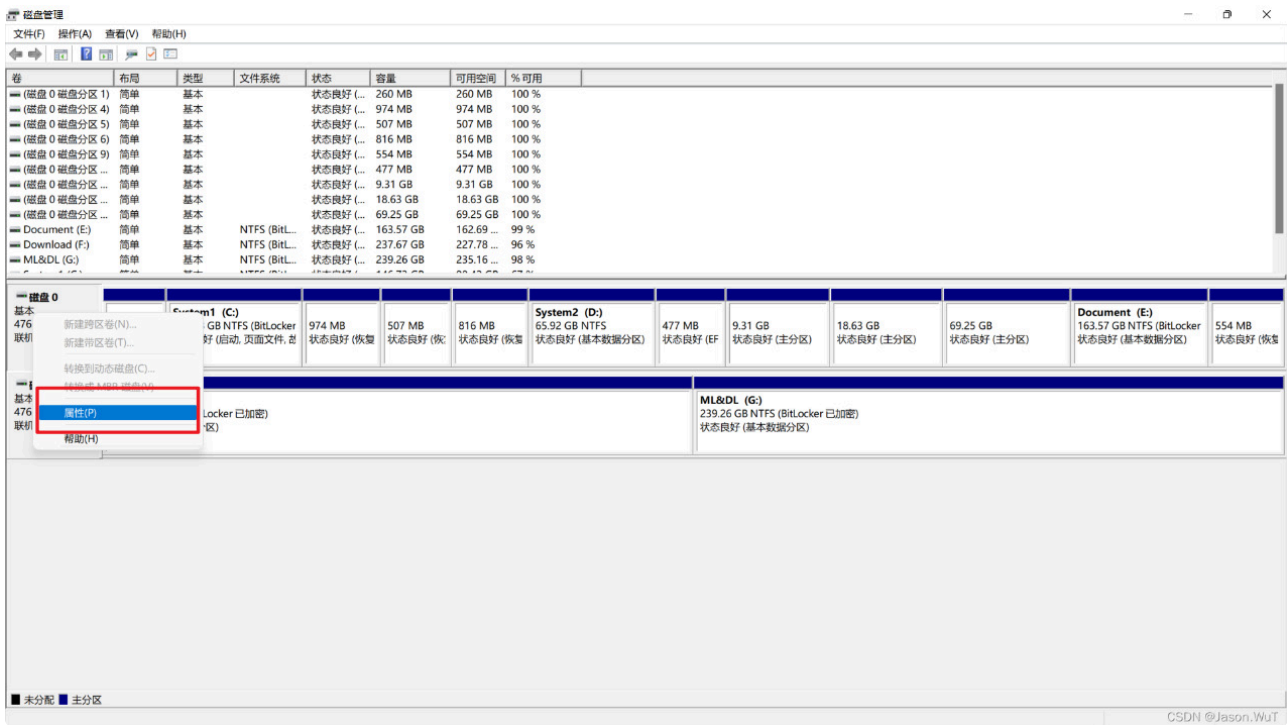 磁盘管理
文件(F) 操作(A) 查看(V) 帮助(H)
卷 布局 类型 文件系统 状态 容量 可用空间 % 可用
(磁盘 0 磁盘分区 1) 简单 基本 状态良好 (... 260 MB 260 MB 100 %
(磁盘 0 磁盘分区 4) 简单 基本 状态良好 (... 974 MB 974 MB 100 %
(磁盘 0 磁盘分区 5) 简单 基本 状态良好 (... 507 MB 507 MB 100 %
(磁盘 0 磁盘分区 6) 简单 基本 状态良好 (... 816 MB 816 MB 100 %
(磁盘 0 磁盘分区 9) 简单 基本 状态良好 (... 554 MB 554 MB 100 %
(磁盘 0 磁盘分区 ... 简单 基本 状态良好 (... 477 MB 477 MB 100 %
(磁盘 0 磁盘分区 ... 简单 基本 状态良好 (... 9.31 GB 9.31 GB 100 %
(磁盘 0 磁盘分区 ... 简单 基本 状态良好 (... 18.63 GB 18.63 GB 100 %
(磁盘 0 磁盘分区 ... 简单 基本 状态良好 (... 69.25 GB 69.25 GB 100 %
Document (E:) 简单 基本 NTFS (BitL... 状态良好 (... 163.57 GB 162.69 ... 99 %
Download (F:) 简单 基本 NTFS (BitL... 状态良好 (... 237.67 GB 227.78 ... 96 %
ML&DL (G:) 简单 基本 NTFS (BitL... 状态良好 (... 239.26 GB 235.16 ... 98 %
磁盘 0
基本
476
联机
System1 (C:)
GB NTFS (BitLocker
好 (启动, 页面文件, 故
974 MB
状态良好 (恢复
507 MB
状态良好 (恢
816 MB
状态良好 (恢复
System2 (D:)
65.92 GB NTFS
状态良好 (基本数据分区)
477 MB
状态良好 (EF
9.31 GB
状态良好 (主分区)
18.63 GB
状态良好 (主分区)
69.25 GB
状态良好 (主分区)
Document (E:)
163.57 GB NTFS (BitLocker
状态良好 (基本数据分区)
554 MB
状态良好 (恢复
新建跨区卷(N)...
新建带区卷(T)...
转换到动态磁盘(C)...
转换成 MBR 磁盘(V)
属性(P)
帮助(H)
基本
476
联机
Locker 已加密)
区)
ML&DL (G:)
239.26 GB NTFS (BitLocker 已加密)
状态良好 (基本数据分区)
未分配 主分区
CSDN @Jason.WuT